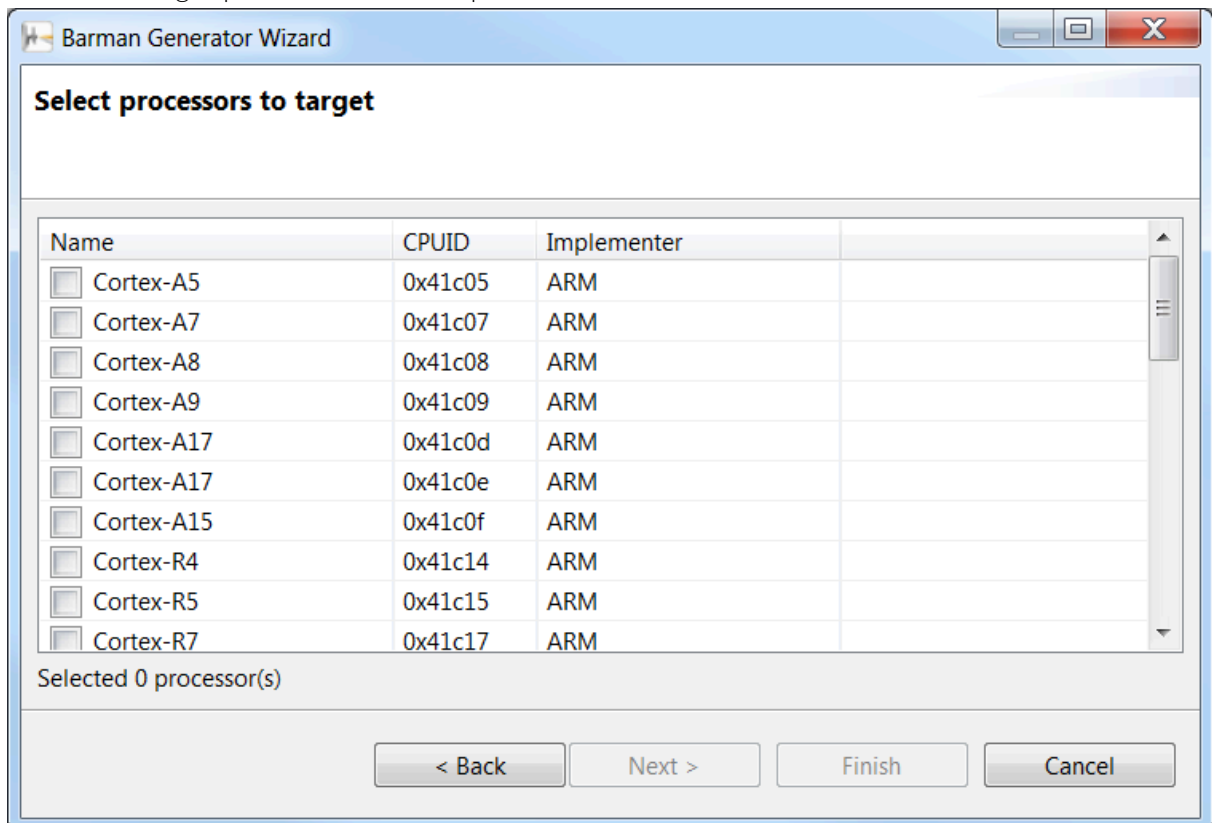 Barman Generator Wizard
Select processors to target
Name CPUID Implementer
Cortex-A5 0x41c05 ARM
Cortex-A7 0x41c07 ARM
Cortex-A8 0x41c08 ARM
Cortex-A9 0x41c09 ARM
Cortex-A17 0x41c0d ARM
Cortex-A17 0x41c0e ARM
Cortex-A15 0x41c0f ARM
Cortex-R4 0x41c14 ARM
Cortex-R5 0x41c15 ARM
Cortex-R7 0x41c17 ARM
Selected 0 processor(s)
< Back Next > Finish Cancel